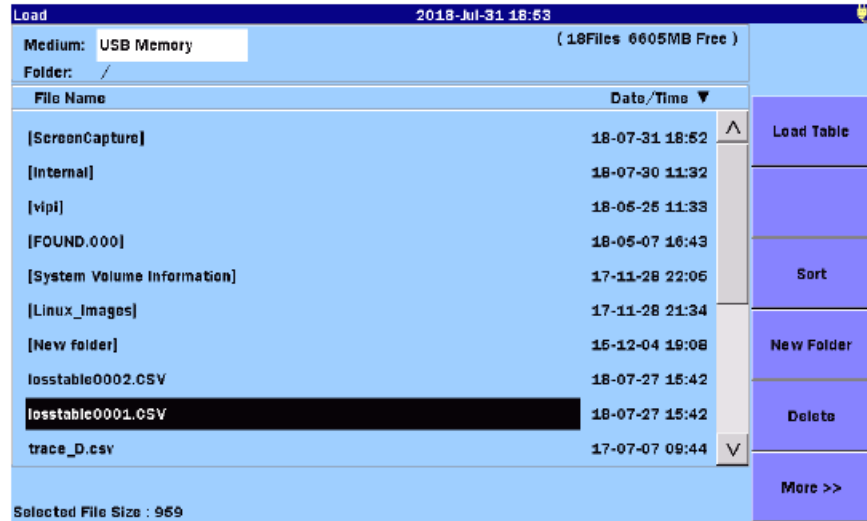 Load 2018-Jul-31 18:53
Medium: USB Memory (18Files 6605MB Free)
Folder: /
File Name Date/Time ▼
[ScreenCapture] 18-07-31 18:52
[Internal] 18-07-30 11:32
[vipi] 18-05-25 11:33
[FOUND.000] 18-05-07 16:43
[System Volume Information] 17-11-28 22:05
[Linux_Images] 17-11-28 21:34
[New folder] 15-12-04 19:08
losstable0002.CSV 18-07-27 15:42
losstable0001.CSV 18-07-27 15:42
trace_D.csv 17-07-07 09:44
Selected File Size : 959
Load Table
Sort
New Folder
Delete
More >>